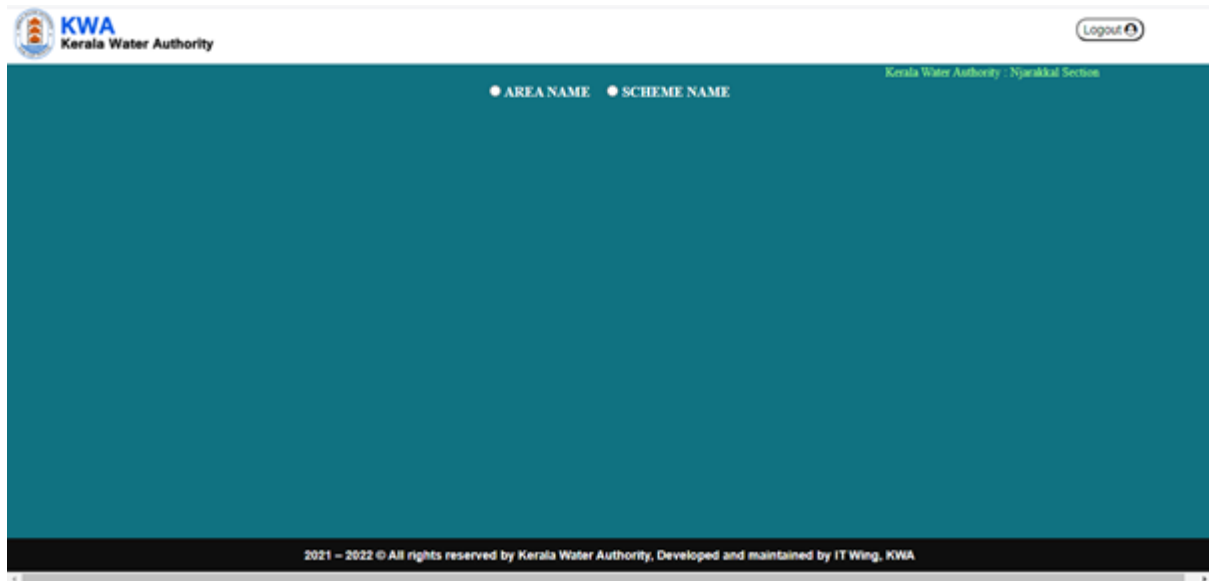 KWA
Kerala Water Authority
Logout
Kerala Water Authority : Njarakkal Section
AREA NAME SCHEME NAME
2021 – 2022 © All rights reserved by Kerala Water Authority, Developed and maintained by IT Wing, KWA